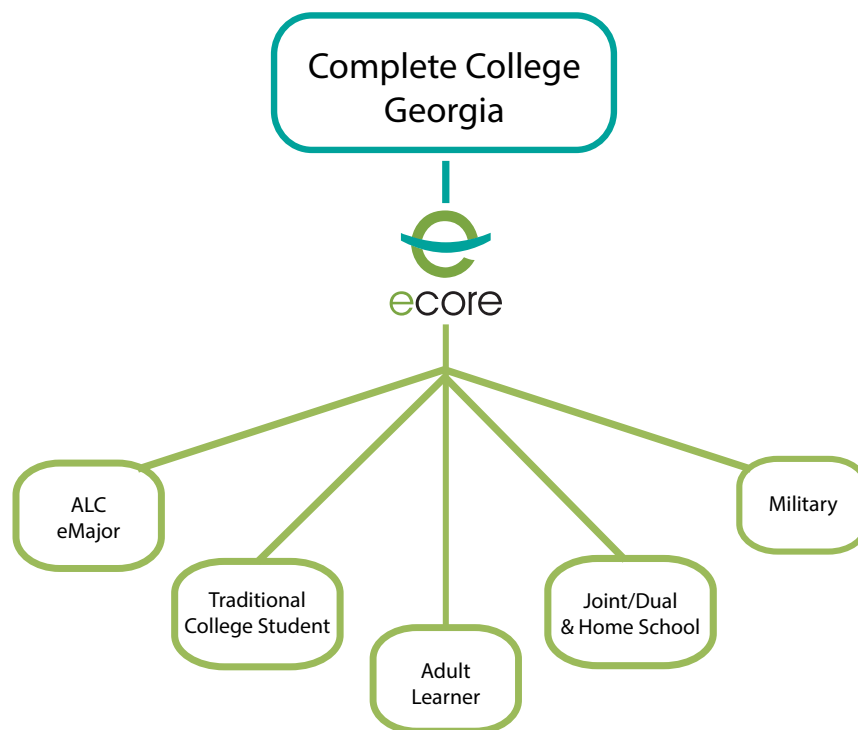 Complete College
Georgia
ecore
ALC
eMajor
Traditional
College Student
Adult
Learner
Joint/Dual
& Home School
Military